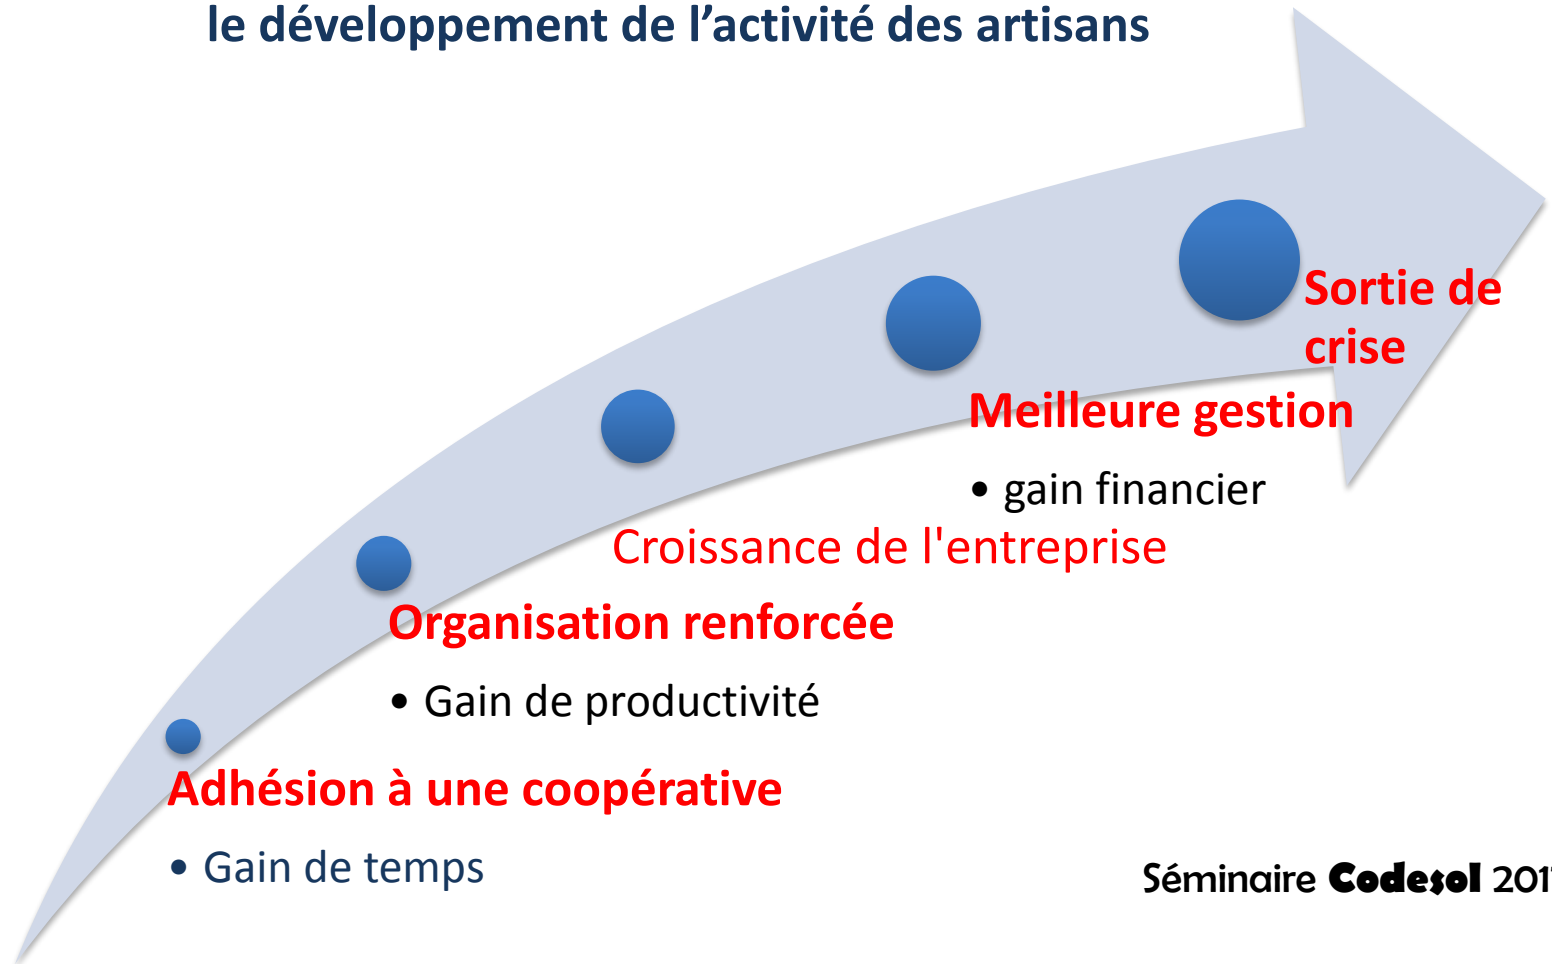 le développement de l’activité des artisans
Sortie de
crise
Meilleure gestion
• gain financier
Croissance de l'entreprise
Organisation renforcée
• Gain de productivité
Adhésion à une coopérative
• Gain de temps
Séminaire Codesol